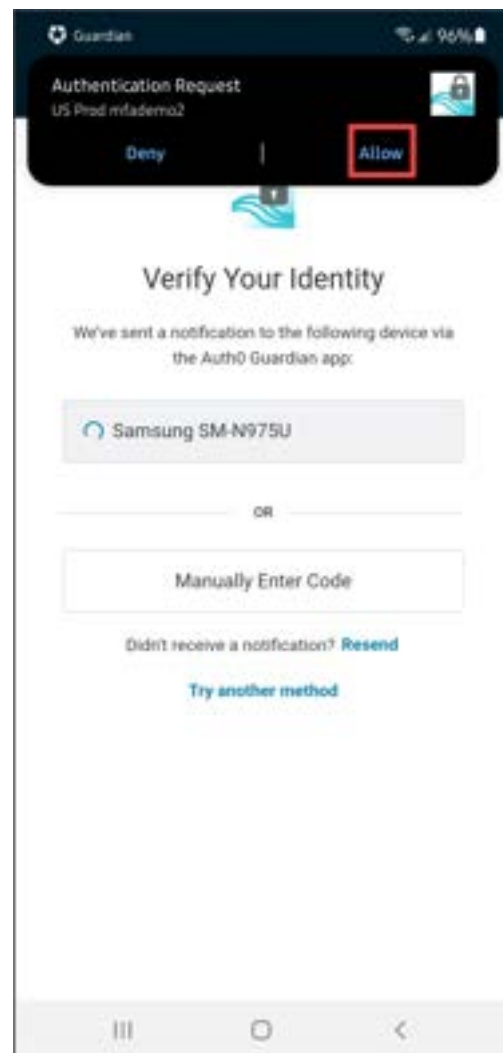 Guardian 96%
Authentication Request
US Prod mfademo2
Deny | Allow
Verify Your Identity
We've sent a notification to the following device via
the Auth0 Guardian app:
Samsung SM-N975U
OR
Manually Enter Code
Didn't receive a notification? Resend
Try another method